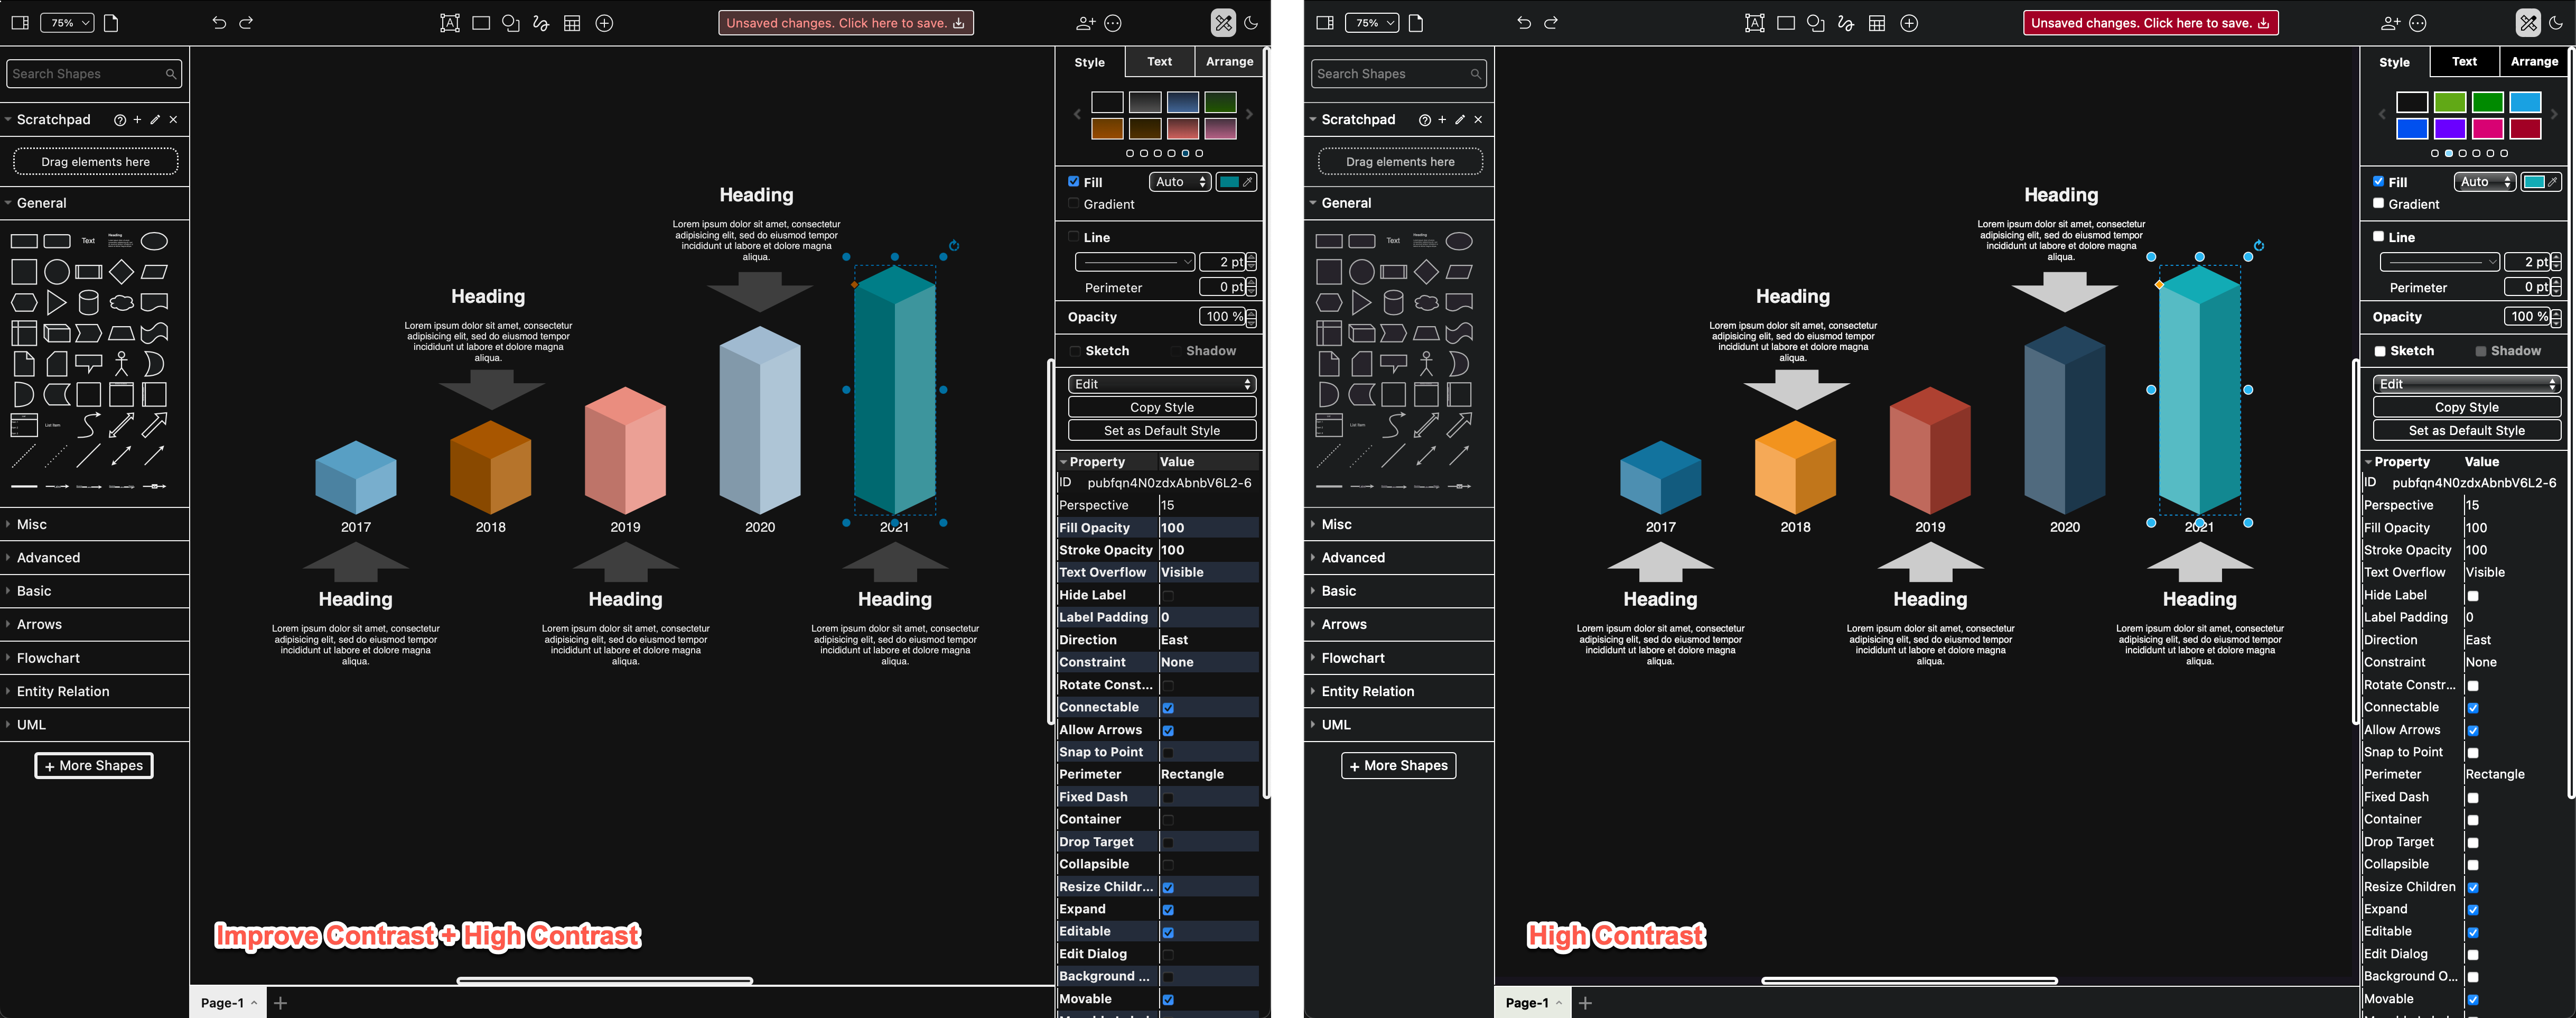 75%
Unsaved changes. Click here to save.
Search Shapes
Scratchpad
Drag elements here
General
Text
Heading
List Item
Misc
Advanced
Basic
Arrows
Flowchart
Entity Relation
UML
+ More Shapes
Heading
Lorem ipsum dolor sit amet, consectetur
adipisicing elit, sed do eiusmod tempor
incididunt ut labore et dolore magna
aliqua.
Heading
Lorem ipsum dolor sit amet, consectetur
adipisicing elit, sed do eiusmod tempor
incididunt ut labore et dolore magna
aliqua.
2017
2018
2019
2020
2021
Heading
Lorem ipsum dolor sit amet, consectetur
adipisicing elit, sed do eiusmod tempor
incididunt ut labore et dolore magna
aliqua.
Heading
Lorem ipsum dolor sit amet, consectetur
adipisicing elit, sed do eiusmod tempor
incididunt ut labore et dolore magna
aliqua.
Heading
Lorem ipsum dolor sit amet, consectetur
adipisicing elit, sed do eiusmod tempor
incididunt ut labore et dolore magna
aliqua.
Improve Contrast + High Contrast
Page-1
Style Text Arrange
Fill Auto
Gradient
Line
2 pt
Perimeter 0 pt
Opacity 100 %
Sketch Shadow
Edit
Copy Style
Set as Default Style
Property Value
ID pubfqn4N0zdxAbnbV6L2-6
Perspective 15
Fill Opacity 100
Stroke Opacity 100
Text Overflow Visible
Hide Label
Label Padding 0
Direction East
Constraint None
Rotate Const...
Connectable
Allow Arrows
Snap to Point
Perimeter Rectangle
Fixed Dash
Container
Drop Target
Collapsible
Resize Childr...
Expand
Editable
Edit Dialog
Background ...
Movable
75%
Unsaved changes. Click here to save.
Search Shapes
Scratchpad
Drag elements here
General
Text
Heading
List Item
Misc
Advanced
Basic
Arrows
Flowchart
Entity Relation
UML
+ More Shapes
Heading
Lorem ipsum dolor sit amet, consectetur
adipisicing elit, sed do eiusmod tempor
incididunt ut labore et dolore magna
aliqua.
Heading
Lorem ipsum dolor sit amet, consectetur
adipisicing elit, sed do eiusmod tempor
incididunt ut labore et dolore magna
aliqua.
2017
2018
2019
2020
2021
Heading
Lorem ipsum dolor sit amet, consectetur
adipisicing elit, sed do eiusmod tempor
incididunt ut labore et dolore magna
aliqua.
Heading
Lorem ipsum dolor sit amet, consectetur
adipisicing elit, sed do eiusmod tempor
incididunt ut labore et dolore magna
aliqua.
Heading
Lorem ipsum dolor sit amet, consectetur
adipisicing elit, sed do eiusmod tempor
incididunt ut labore et dolore magna
aliqua.
High Contrast
Page-1
Style Text Arrange
Fill Auto
Gradient
Line
2 pt
Perimeter 0 pt
Opacity 100 %
Sketch Shadow
Edit
Copy Style
Set as Default Style
Property Value
ID pubfqn4N0zdxAbnbV6L2-6
Perspective 15
Fill Opacity 100
Stroke Opacity 100
Text Overflow Visible
Hide Label
Label Padding 0
Direction East
Constraint None
Rotate Constr...
Connectable
Allow Arrows
Snap to Point
Perimeter Rectangle
Fixed Dash
Container
Drop Target
Collapsible
Resize Children
Expand
Editable
Edit Dialog
Background O...
Movable